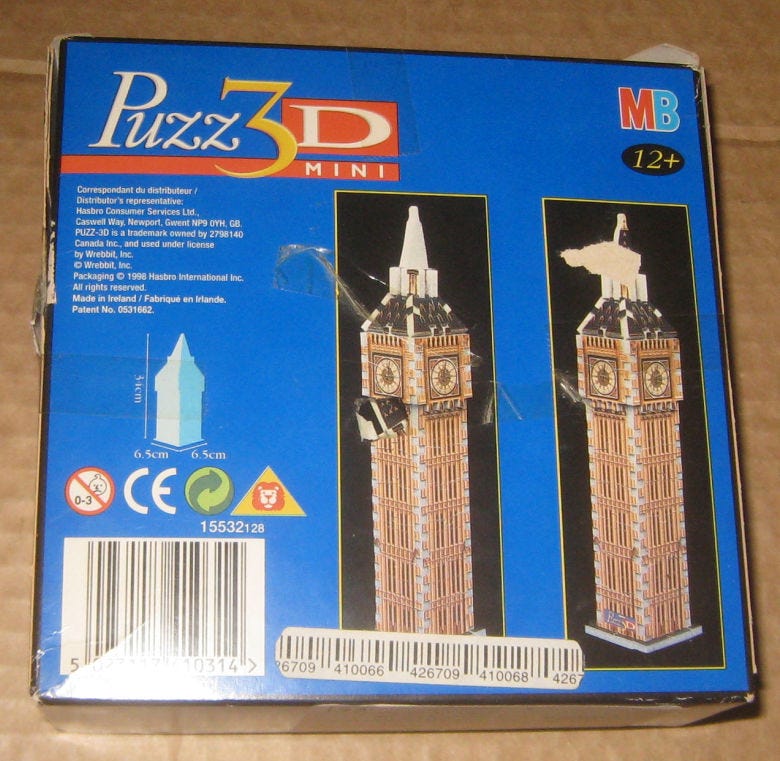 Puzz3D
MINI
MB
12+
Correspondant du distributeur /
Distributor's representative:
Hasbro Consumer Services Ltd.,
Caswell Way, Newport, Gwent NP9 0YH, GB.
PUZZ-3D is a trademark owned by 2798140
Canada Inc., and used under license
by Wrebbit, Inc.
© Wrebbit, Inc.
Packaging © 1998 Hasbro International Inc.
All rights reserved.
Made in Ireland / Fabriqué en Irlande.
Patent No. 0531662.
34cm
6.5cm 6.5cm
0-3
CE
15532128
10314 >
26709 410066 426709 410068 4267